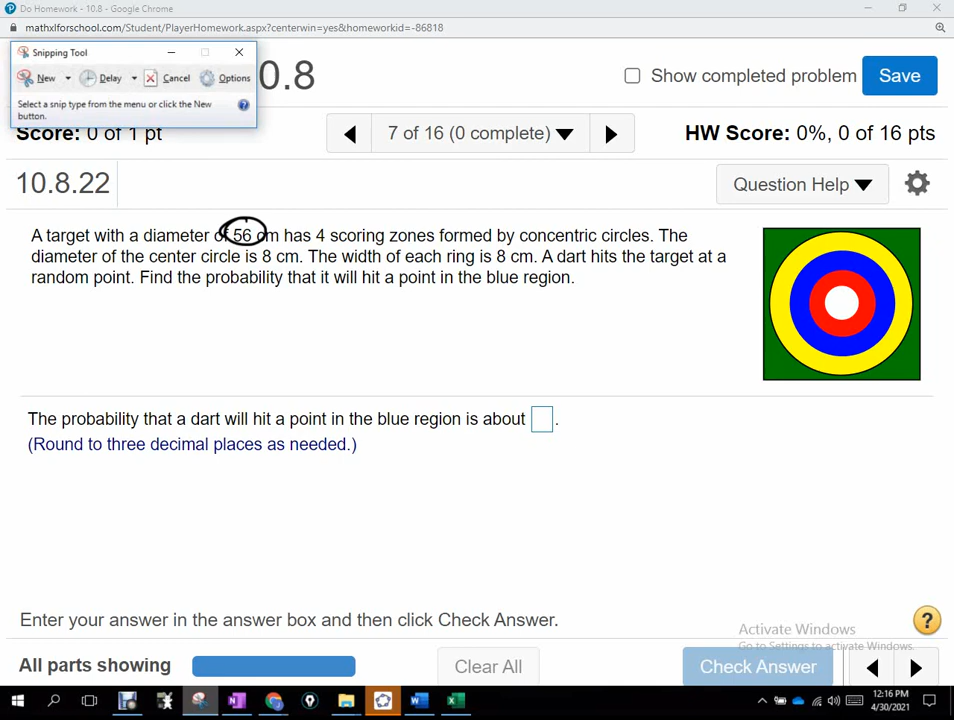 Do Homework - 10.8 - Google Chrome
mathxlforschool.com/Student/PlayerHomework.aspx?centerwin=yes&homeworkid=-86818
Snipping Tool
New Delay Cancel Options
Select a snip type from the menu or click the New
button.
0.8
Show completed problem
Save
Score: 0 of 1 pt
7 of 16 (0 complete)
HW Score: 0%, 0 of 16 pts
10.8.22
Question Help
A target with a diameter of 56 cm has 4 scoring zones formed by concentric circles. The
diameter of the center circle is 8 cm. The width of each ring is 8 cm. A dart hits the target at a
random point. Find the probability that it will hit a point in the blue region.
The probability that a dart will hit a point in the blue region is about .
(Round to three decimal places as needed.)
Enter your answer in the answer box and then click Check Answer.
?
Activate Windows
Go to Settings to activate Windows.
All parts showing
Clear All
Check Answer
12:16 PM
4/30/2021